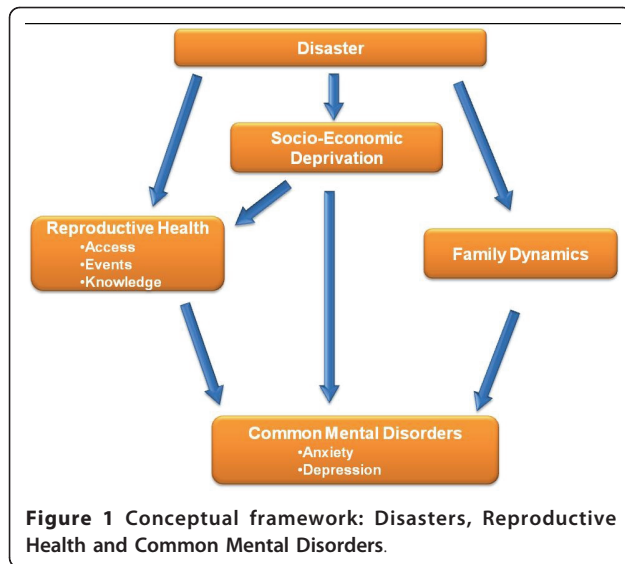 Disaster
Socio-Economic
Deprivation
Reproductive Health
•Access
•Events
•Knowledge
Family Dynamics
Common Mental Disorders
•Anxiety
•Depression
Figure 1 Conceptual framework: Disasters, Reproductive
Health and Common Mental Disorders.